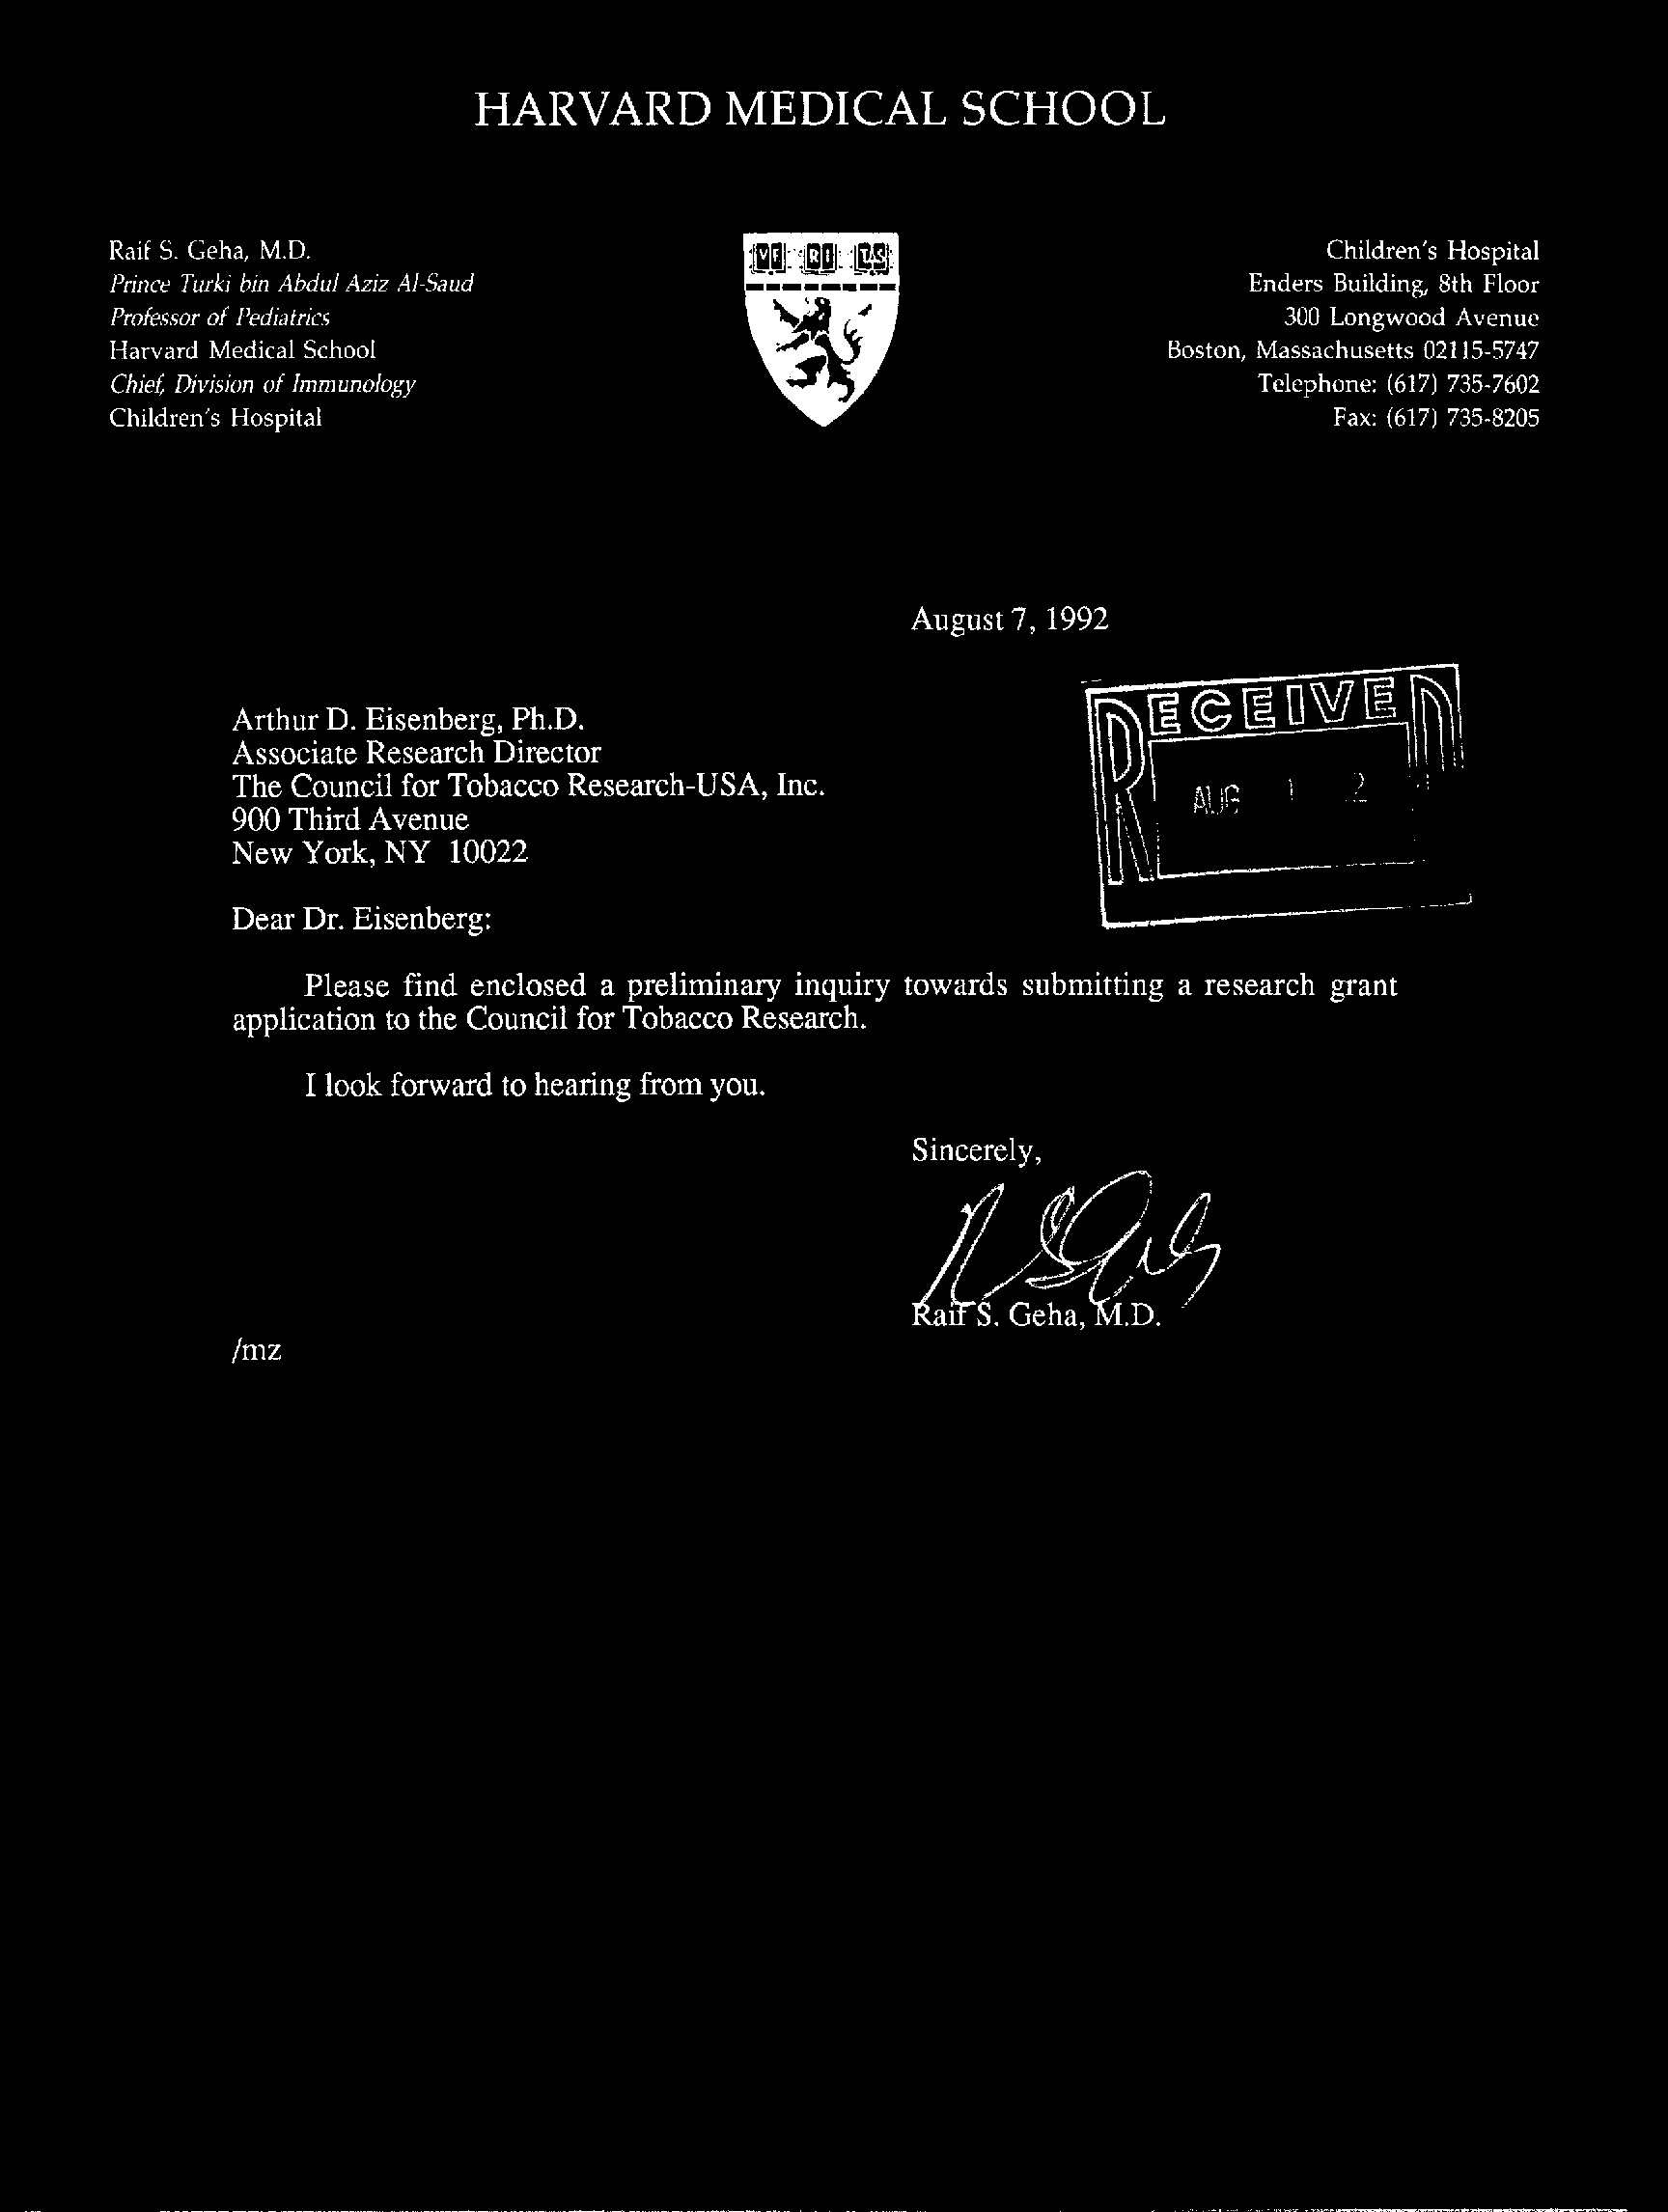 HARVARD MEDICAL SCHOOL
Raif S. Geha, M.D.
Prince Turki bin Abdul Aziz Al-Saud
Professor of Pediatrics
Harvard Medical School
Chief, Division of Immunology
Children's Hospital
VE RI TAS
Children's Hospital
Enders Building, 8th Floor
300 Longwood Avenue
Boston, Massachusetts 02115-5747
Telephone: (617) 735-7602
Fax: (617) 735-8205
August 7, 1992
Arthur D. Eisenberg, Ph.D.
Associate Research Director
The Council for Tobacco Research-USA, Inc.
900 Third Avenue
New York, NY 10022
RECEIVED
AUG 1 2
Dear Dr. Eisenberg:
Please find enclosed a preliminary inquiry towards submitting a research grant
application to the Council for Tobacco Research.
I look forward to hearing from you.
Sincerely,
Raif S. Geha, M.D.
/mz